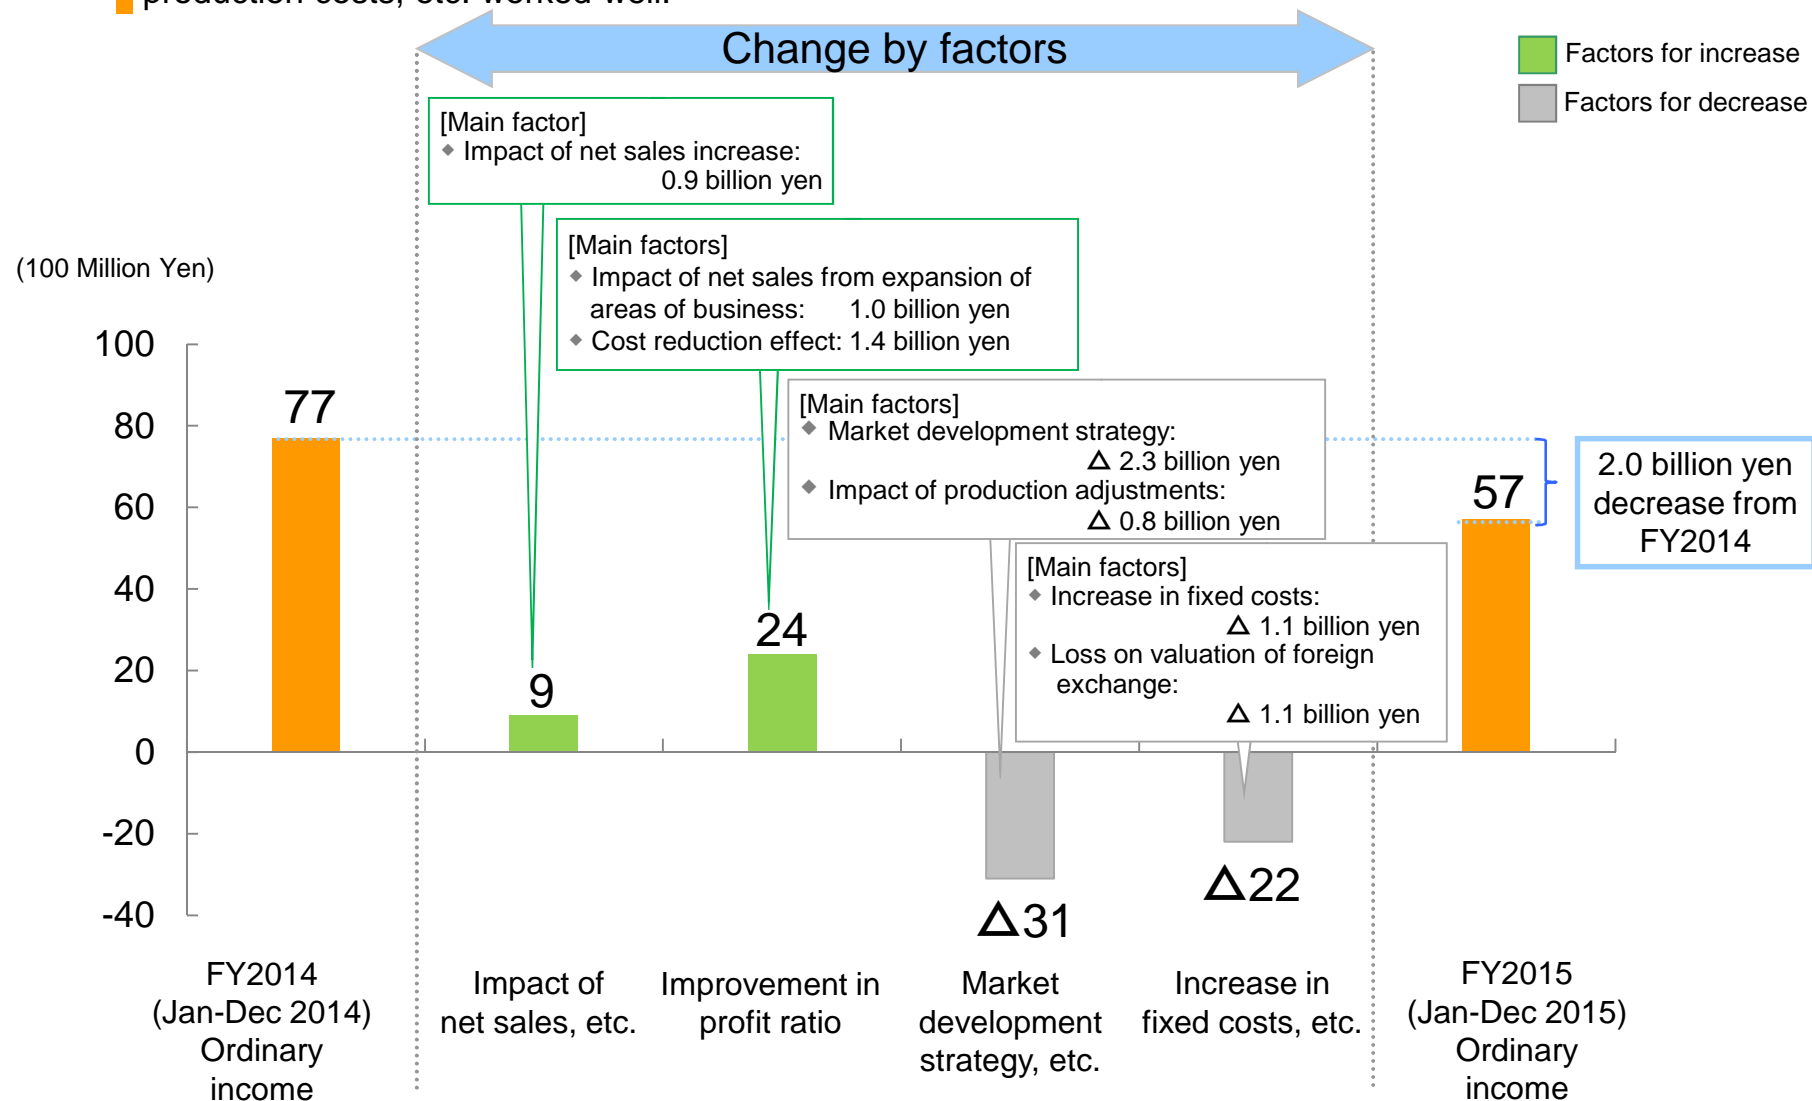 production costs, etc. worked well.
Change by factors
Factors for increase
Factors for decrease
[Main factor]
◆ Impact of net sales increase:
0.9 billion yen
[Main factors]
◆ Impact of net sales from expansion of
areas of business: 1.0 billion yen
◆ Cost reduction effect: 1.4 billion yen
[Main factors]
◆ Market development strategy:
△ 2.3 billion yen
◆ Impact of production adjustments:
△ 0.8 billion yen
[Main factors]
◆ Increase in fixed costs:
△ 1.1 billion yen
◆ Loss on valuation of foreign
exchange:
△ 1.1 billion yen
(100 Million Yen)
100
80
60
40
20
0
-20
-40
77
9
24
△31
△22
57
2.0 billion yen
decrease from
FY2014
FY2014
(Jan-Dec 2014)
Ordinary
income
Impact of
net sales, etc.
Improvement in
profit ratio
Market
development
strategy, etc.
Increase in
fixed costs, etc.
FY2015
(Jan-Dec 2015)
Ordinary
income